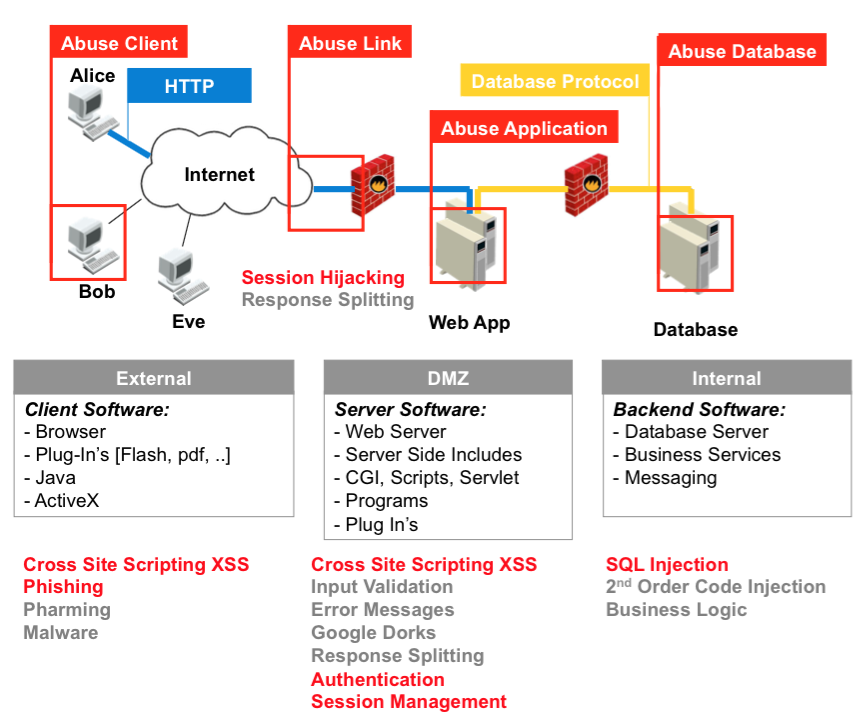 Abuse Client
Abuse Link
Abuse Database
Alice
HTTP
Database Protocol
Abuse Application
Internet
Bob
Eve
Session Hijacking
Response Splitting
Web App
Database
External
Client Software:
- Browser
- Plug-In’s [Flash, pdf, ..]
- Java
- ActiveX
Cross Site Scripting XSS
Phishing
Pharming
Malware
DMZ
Server Software:
- Web Server
- Server Side Includes
- CGI, Scripts, Servlet
- Programs
- Plug In’s
Cross Site Scripting XSS
Input Validation
Error Messages
Google Dorks
Response Splitting
Authentication
Session Management
Internal
Backend Software:
- Database Server
- Business Services
- Messaging
SQL Injection
2nd Order Code Injection
Business Logic